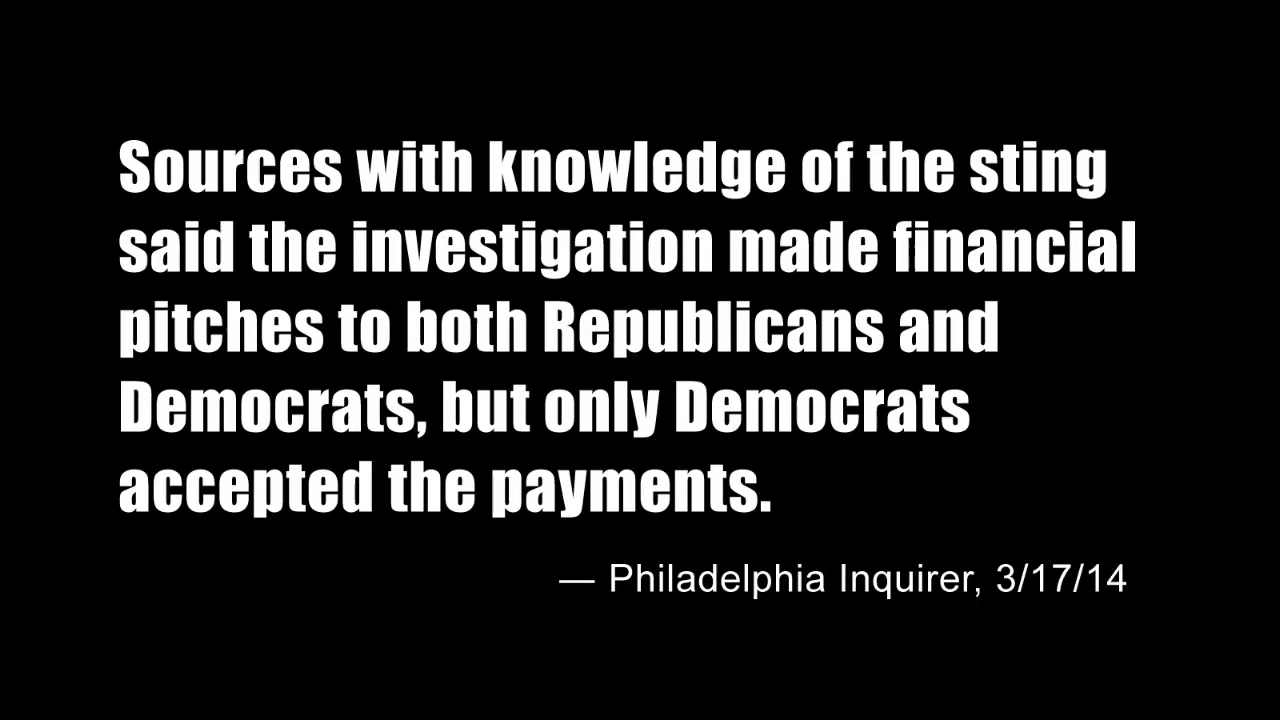 Sources with knowledge of the sting
said the investigation made financial
pitches to both Republicans and
Democrats, but only Democrats
accepted the payments.
— Philadelphia Inquirer, 3/17/14